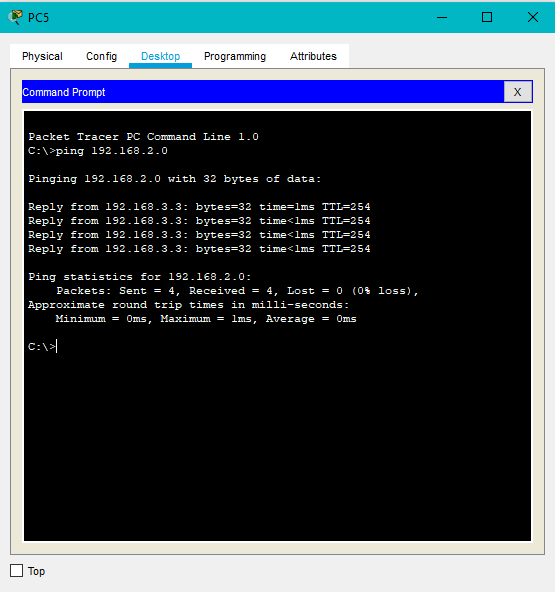 PC5
Physical Config Desktop Programming Attributes
Command Prompt X
Packet Tracer PC Command Line 1.0
C:\>ping 192.168.2.0
Pinging 192.168.2.0 with 32 bytes of data:
Reply from 192.168.3.3: bytes=32 time=1ms TTL=254
Reply from 192.168.3.3: bytes=32 time<1ms TTL=254
Reply from 192.168.3.3: bytes=32 time<1ms TTL=254
Reply from 192.168.3.3: bytes=32 time<1ms TTL=254
Ping statistics for 192.168.2.0:
Packets: Sent = 4, Received = 4, Lost = 0 (0% loss),
Approximate round trip times in milli-seconds:
Minimum = 0ms, Maximum = 1ms, Average = 0ms
C:\>
Top